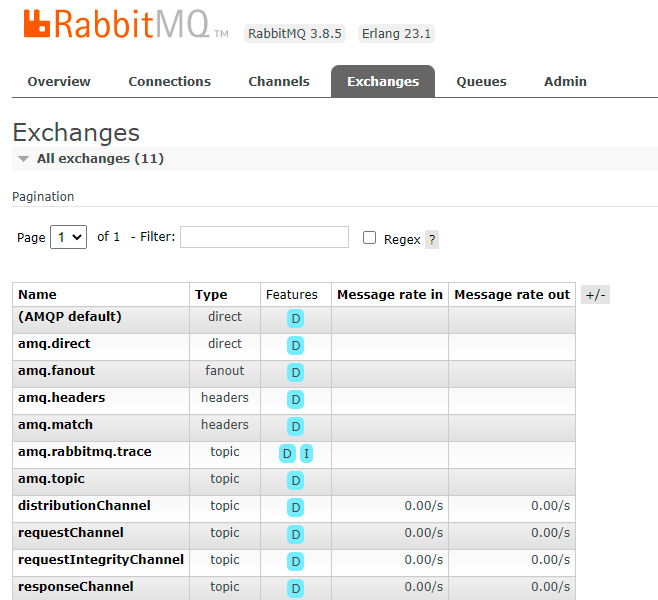 RabbitMQ TM RabbitMQ 3.8.5 Erlang 23.1
Overview Connections Channels Exchanges Queues Admin
Exchanges
All exchanges (11)
Pagination
Page 1 of 1 - Filter: Regex ?
Name Type Features Message rate in Message rate out +/-
(AMQP default) direct D
amq.direct direct D
amq.fanout fanout D
amq.headers headers D
amq.match headers D
amq.rabbitmq.trace topic D I
amq.topic topic D
distributionChannel topic D 0.00/s 0.00/s
requestChannel topic D 0.00/s 0.00/s
requestIntegrityChannel topic D 0.00/s 0.00/s
responseChannel topic D 0.00/s 0.00/s